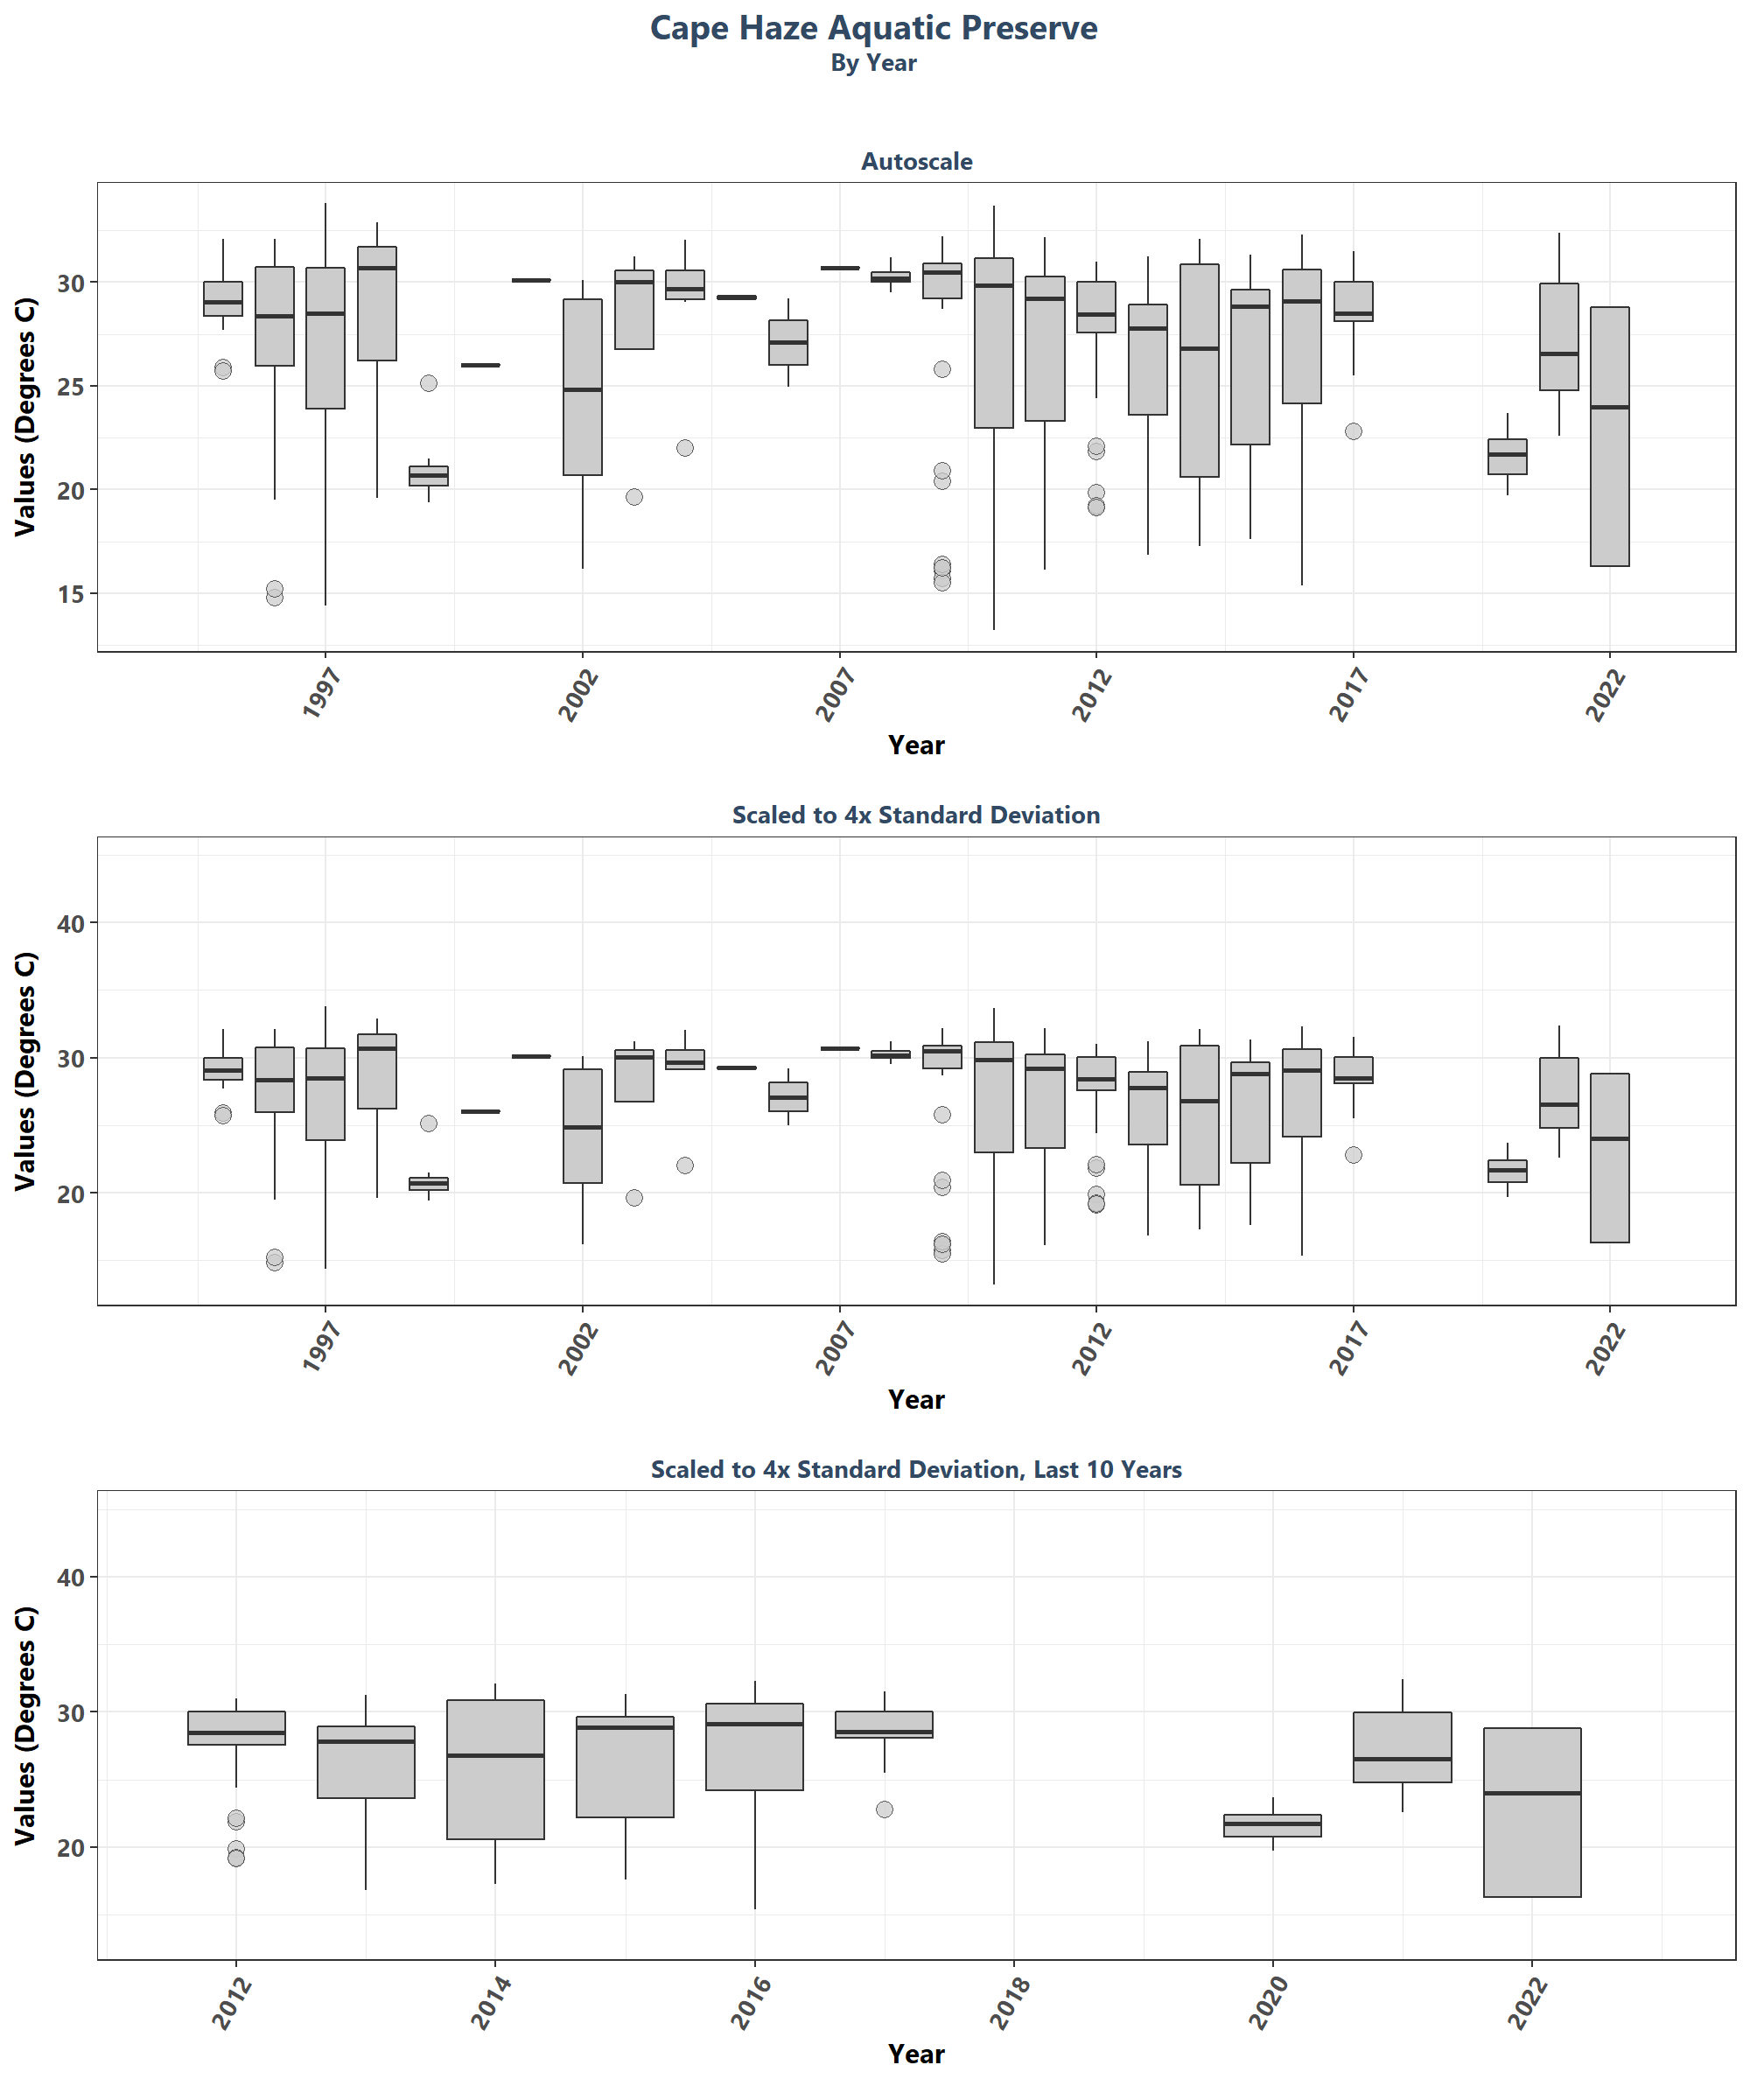 Cape Haze Aquatic Preserve
By Year
Autoscale
Values (Degrees C)
30
25
20
15
1997 2002 2007 2012 2017 2022
Year
Scaled to 4x Standard Deviation
Values (Degrees C)
40
30
20
1997 2002 2007 2012 2017 2022
Year
Scaled to 4x Standard Deviation, Last 10 Years
Values (Degrees C)
40
30
20
2012 2014 2016 2018 2020 2022
Year